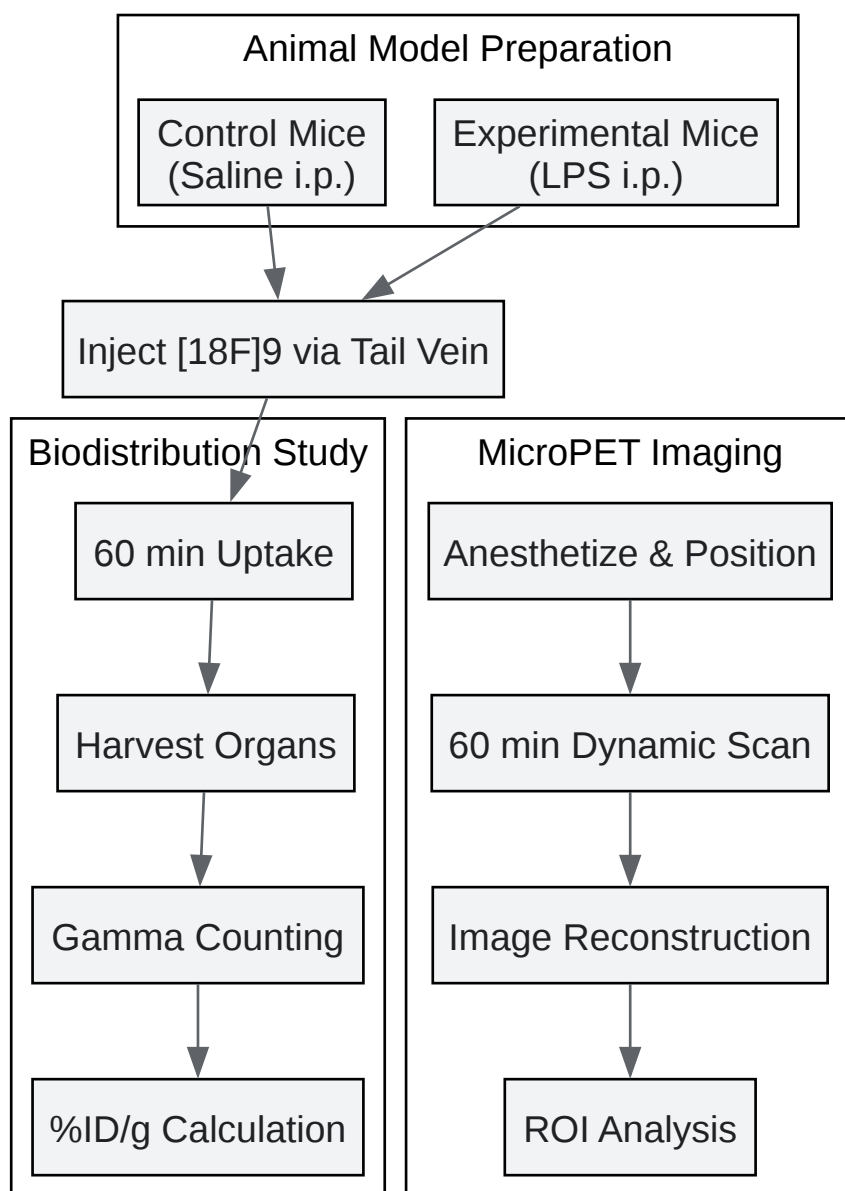 Animal Model Preparation
Control Mice
(Saline i.p.)
Experimental Mice
(LPS i.p.)
Inject [18F]9 via Tail Vein
Biodistribution Study
60 min Uptake
Harvest Organs
Gamma Counting
%ID/g Calculation
MicroPET Imaging
Anesthetize & Position
60 min Dynamic Scan
Image Reconstruction
ROI Analysis